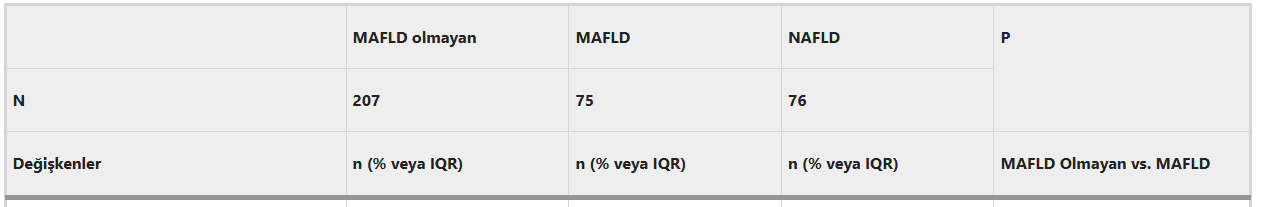 MAFLD olmayan MAFLD NAFLD P
N 207 75 76
Değişkenler n (% veya IQR) n (% veya IQR) n (% veya IQR) MAFLD Olmayan vs. MAFLD